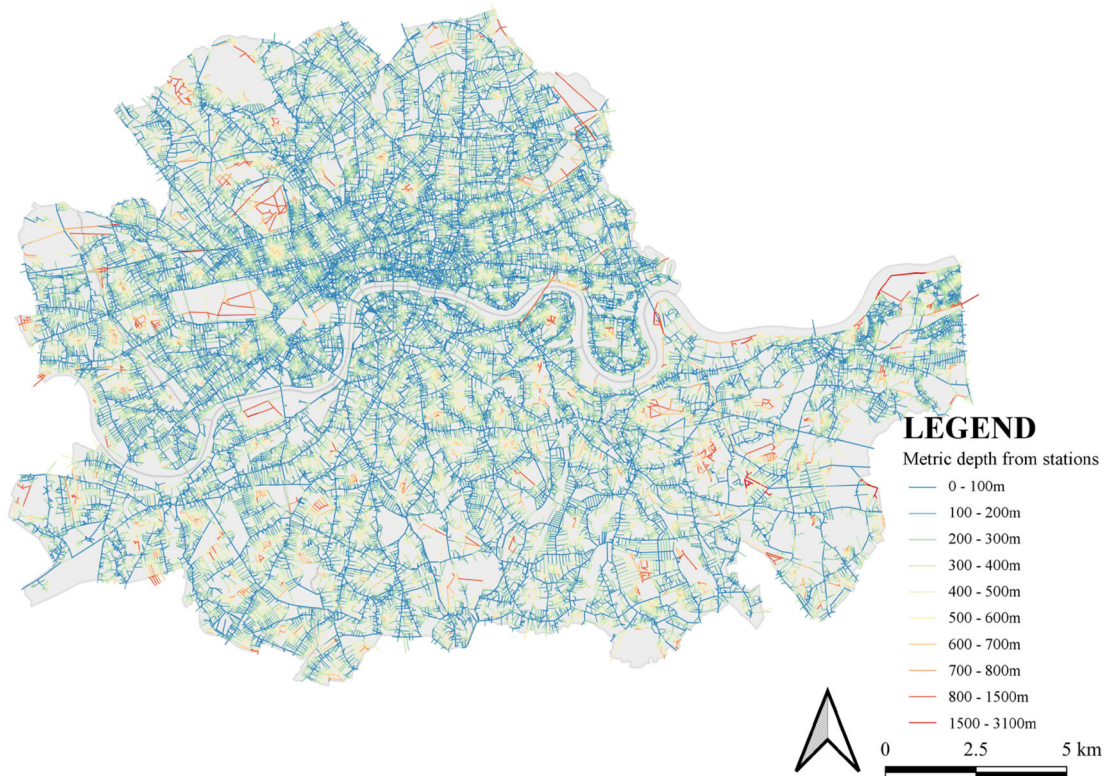 LEGEND
Metric depth from stations
0 - 100m
100 - 200m
200 - 300m
300 - 400m
400 - 500m
500 - 600m
600 - 700m
700 - 800m
800 - 1500m
1500 - 3100m
0 2.5 5 km